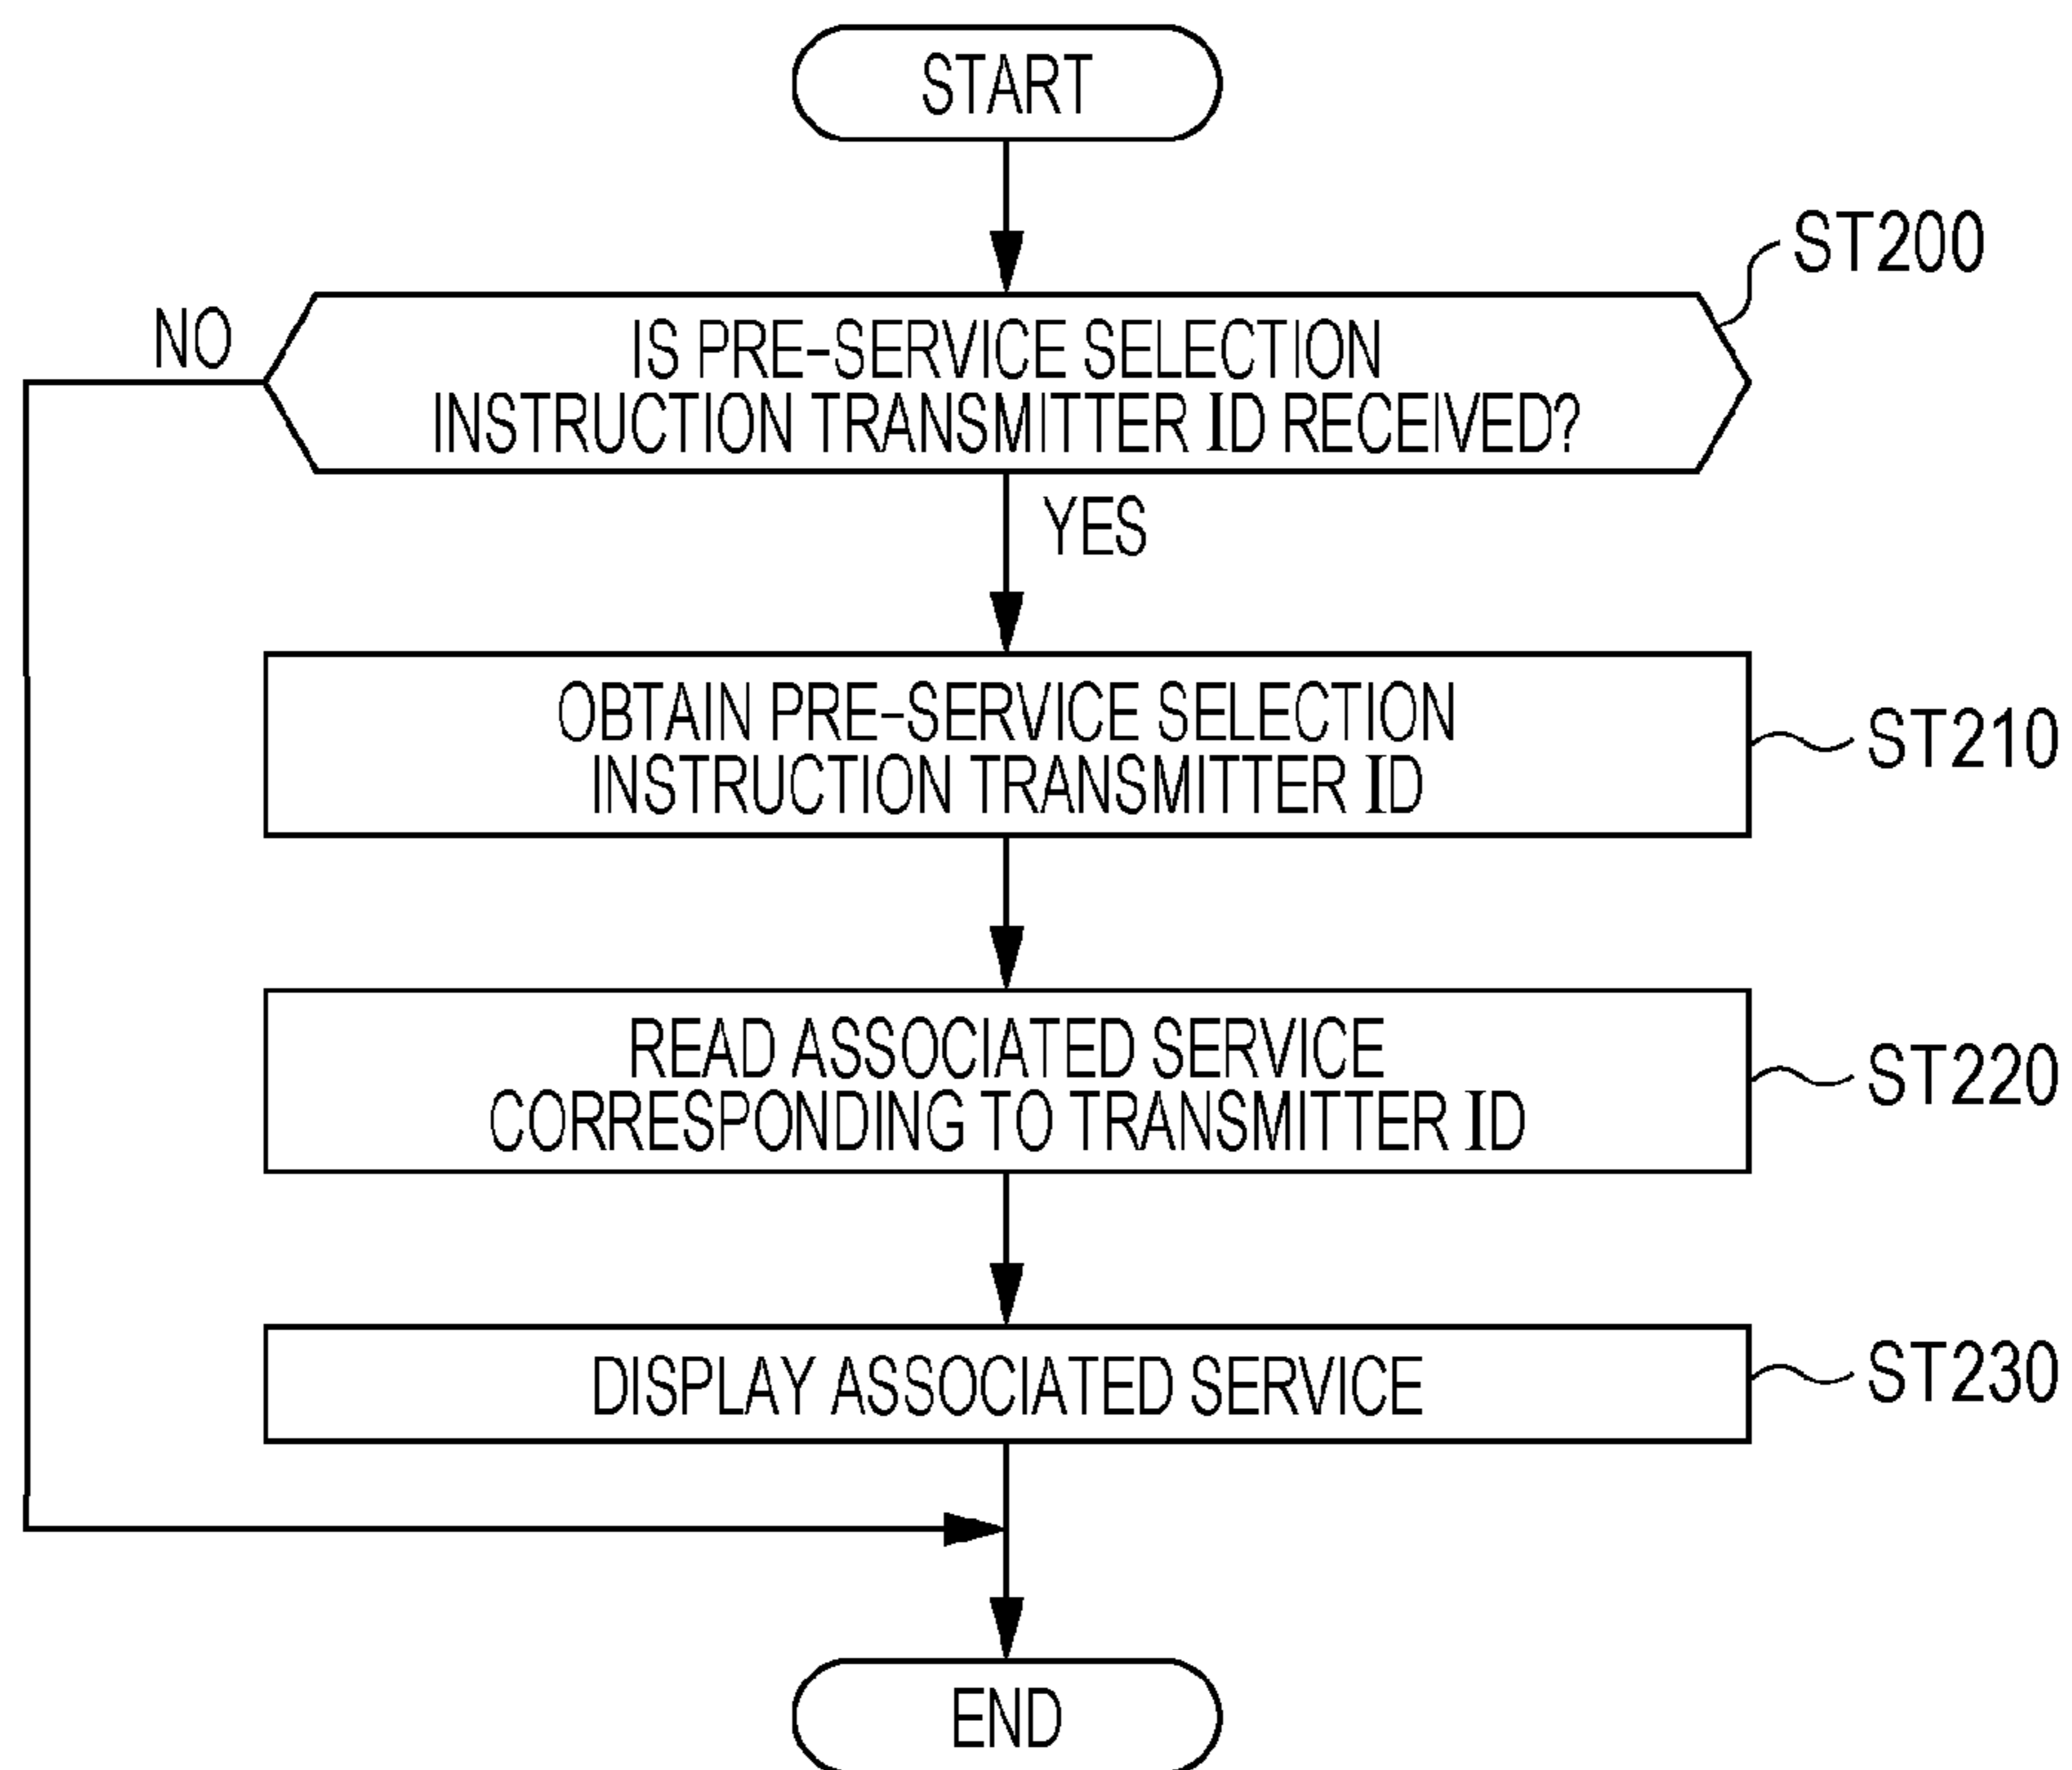 START
ST200
NO
IS PRE-SERVICE SELECTION
INSTRUCTION TRANSMITTER ID RECEIVED?
YES
OBTAIN PRE-SERVICE SELECTION
INSTRUCTION TRANSMITTER ID
ST210
READ ASSOCIATED SERVICE
CORRESPONDING TO TRANSMITTER ID
ST220
DISPLAY ASSOCIATED SERVICE
ST230
END